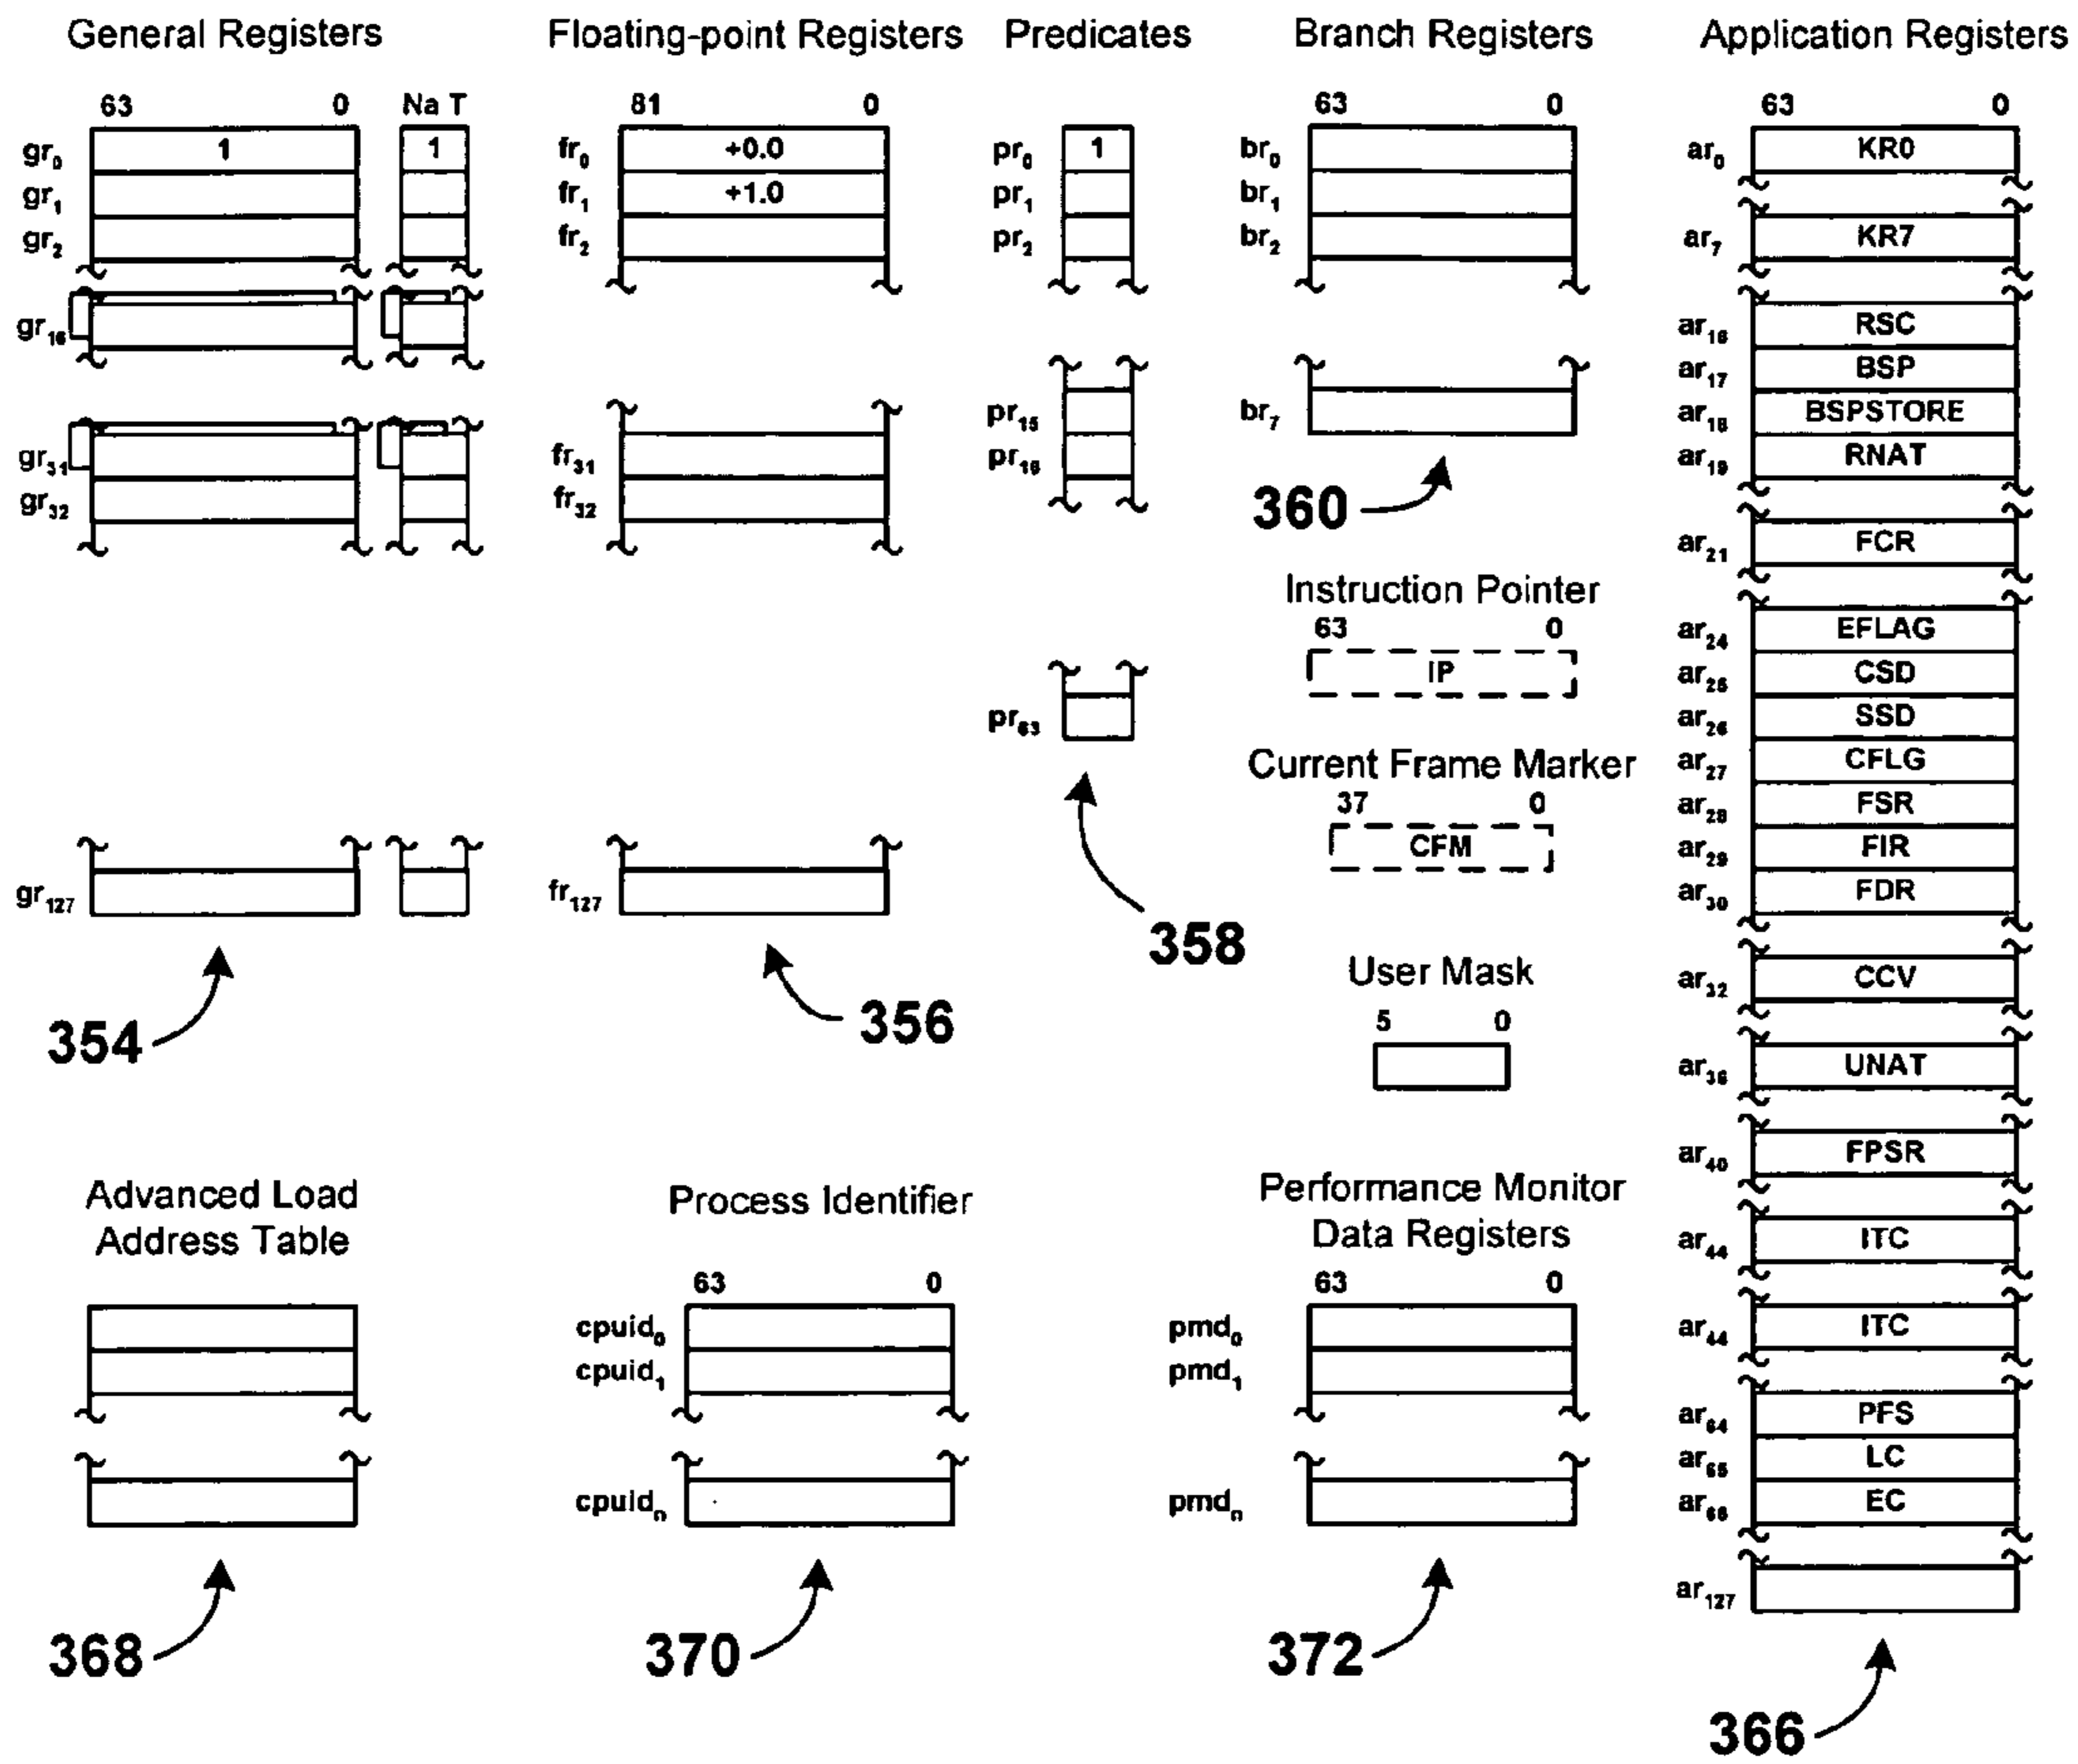 General Registers
63 0 Na T
gr0 1 1
gr1
gr2
gr16
gr31
gr32
gr127
354
Floating-point Registers
81 0
fr0 +0.0
fr1 +1.0
fr2
fr31
fr32
fr127
356
Predicates
pr0 1
pr1
pr2
pr15
pr16
pr63
358
Branch Registers
63 0
br0
br1
br2
br7
360
Instruction Pointer
63 0
IP
Current Frame Marker
37 0
CFM
User Mask
5 0
Application Registers
63 0
ar0 KR0
ar7 KR7
ar16 RSC
ar17 BSP
ar18 BSPSTORE
ar19 RNAT
ar21 FCR
ar24 EFLAG
ar25 CSD
ar26 SSD
ar27 CFLG
ar28 FSR
ar29 FIR
ar30 FDR
ar32 CCV
ar36 UNAT
ar40 FPSR
ar44 ITC
ar44 ITC
ar64 PFS
ar65 LC
ar66 EC
ar127
366
Advanced Load
Address Table
368
Process Identifier
63 0
cpuid0
cpuid1
cpuidn
370
Performance Monitor
Data Registers
63 0
pmd0
pmd1
pmdn
372